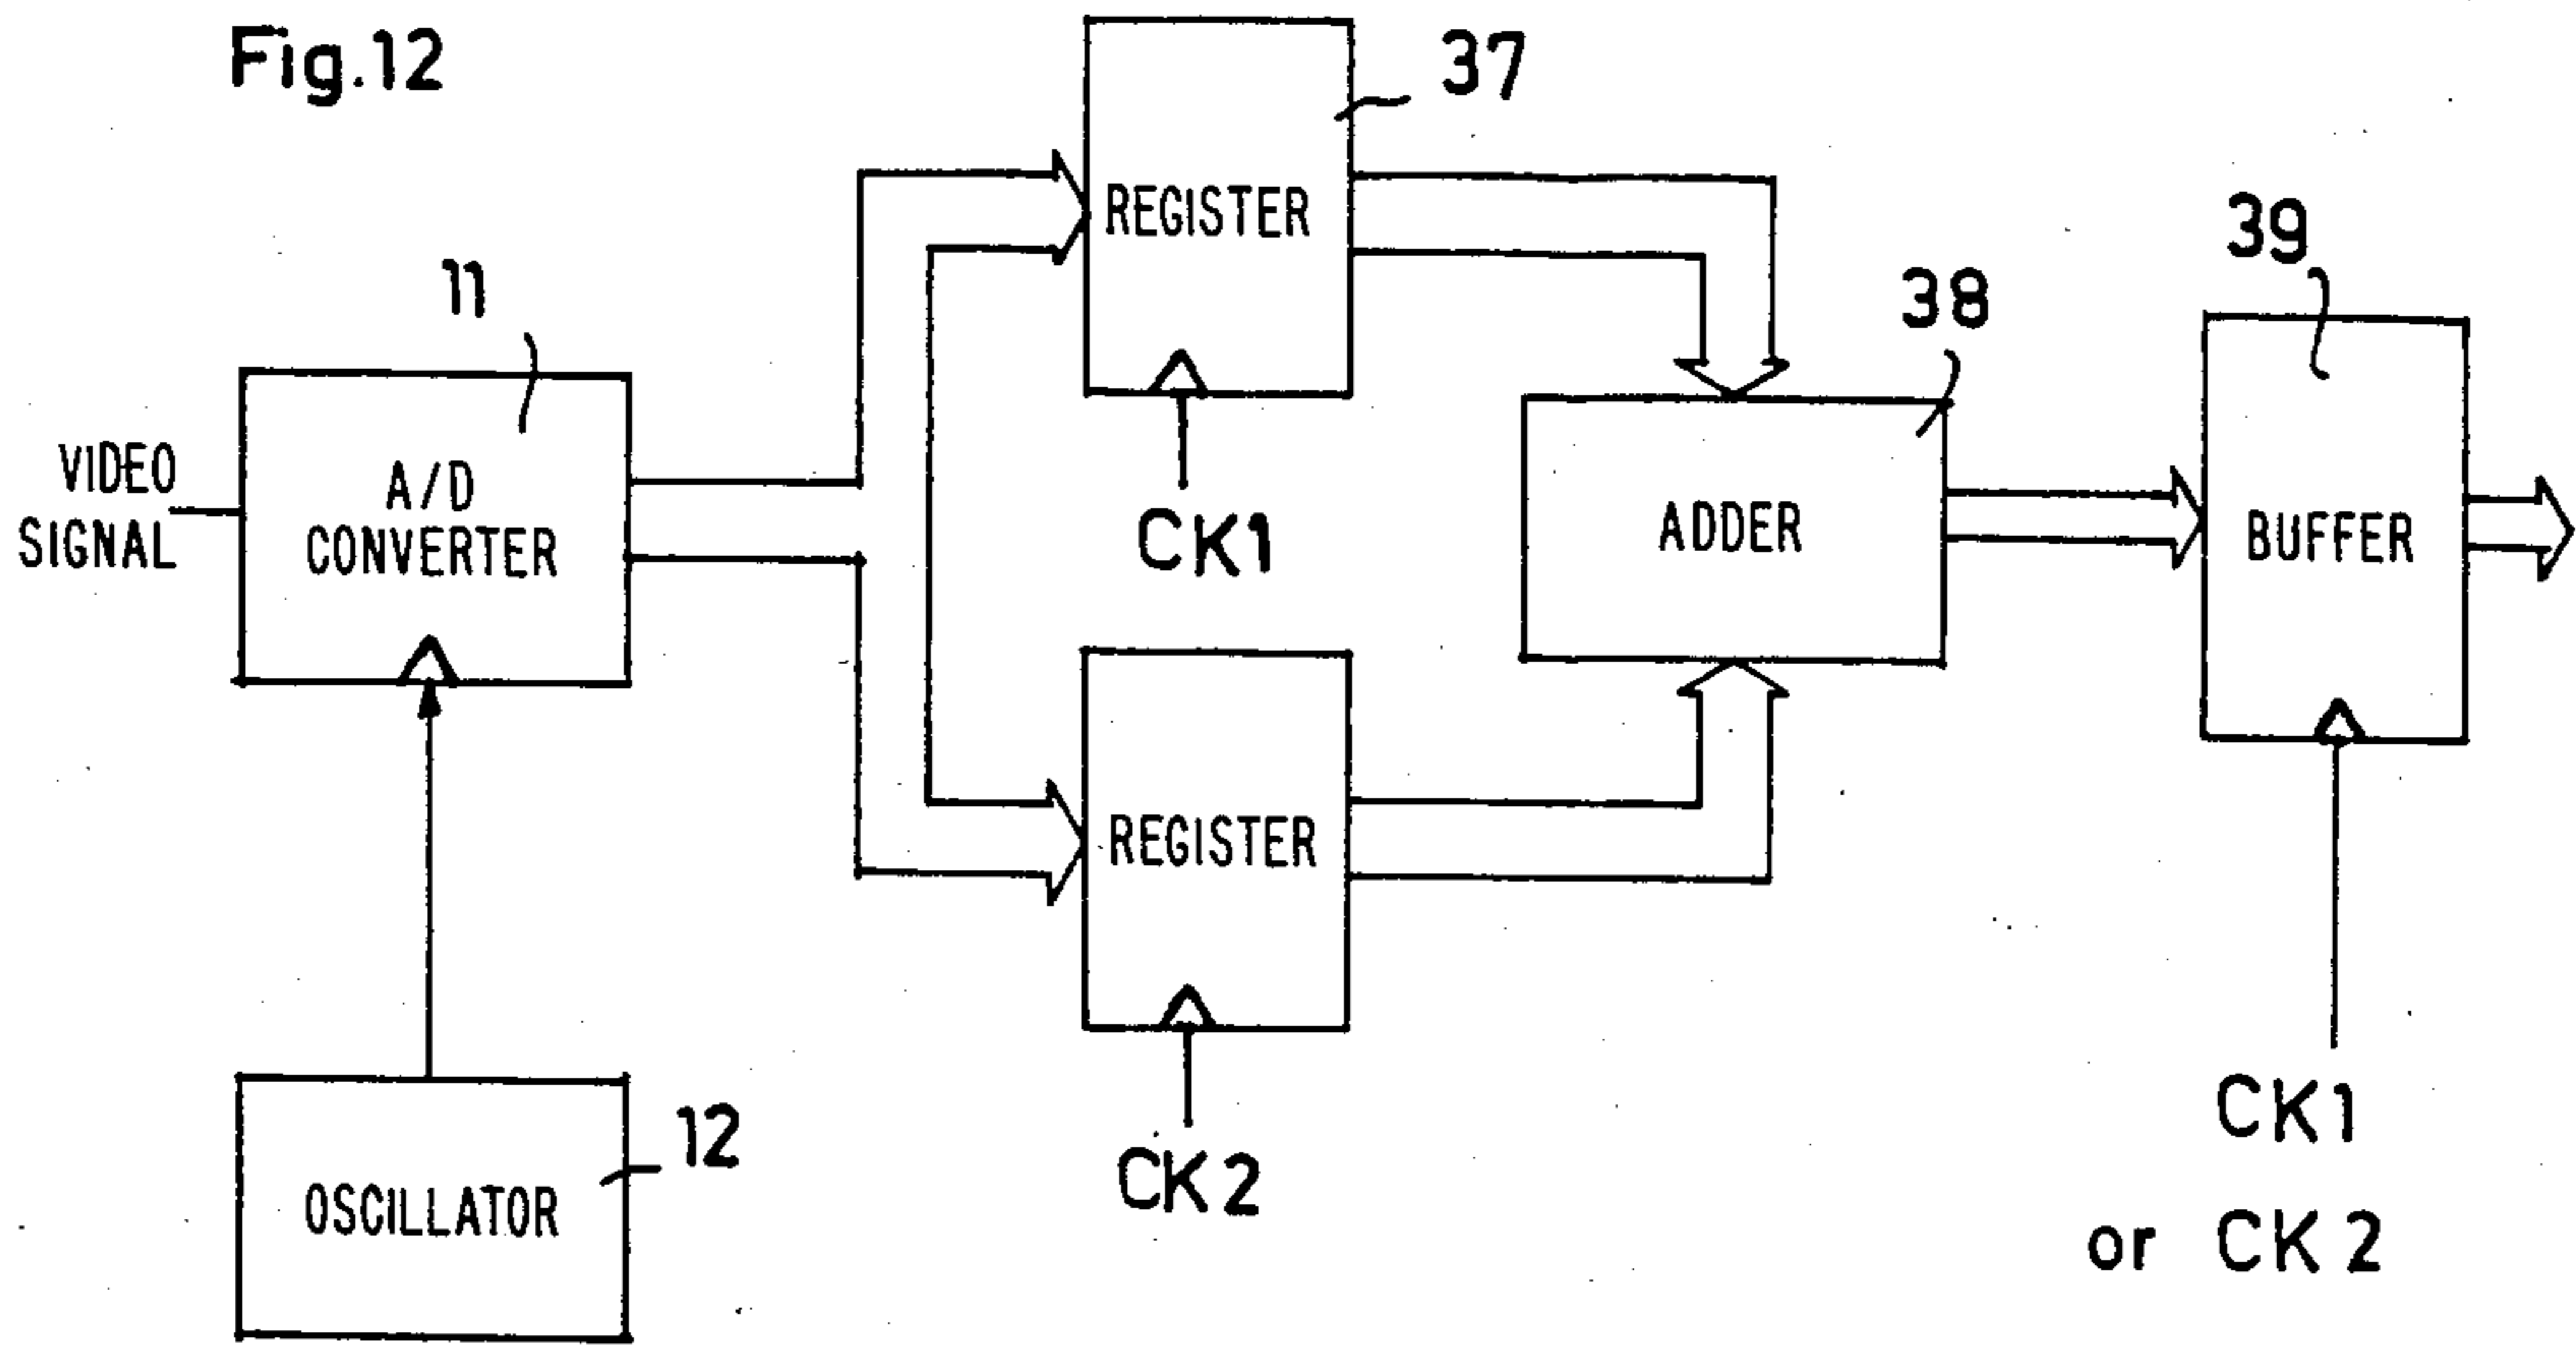 Fig.12
37
REGISTER
CK1
11
VIDEO
SIGNAL
A/D
CONVERTER
38
ADDER
39
BUFFER
REGISTER
CK2
12
OSCILLATOR
CK1
or CK2